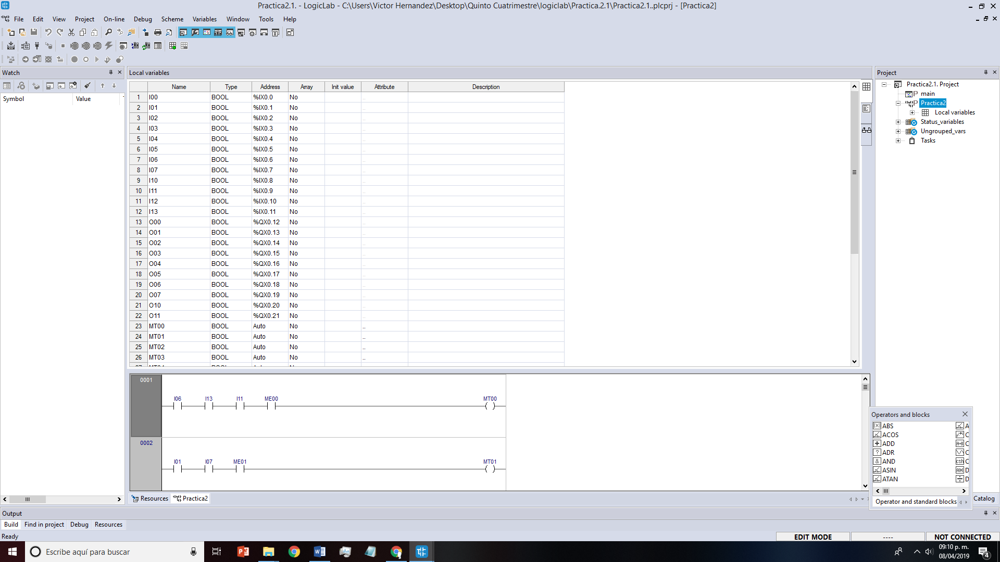 Practica2.1. - LogicLab - C:\Users\Victor Hernandez\Desktop\Quinto Cuatrimestre\logiclab\Practica.2.1\Practica2.1..plcprj - [Practica2]
File Edit View Project On-line Debug Scheme Variables Window Tools Help
Watch
Symbol Value
Local variables
Name Type Address Array Init value Attribute Description
1 I00 BOOL %IX0.0 No ..
2 I01 BOOL %IX0.1 No ..
3 I02 BOOL %IX0.2 No ..
4 I03 BOOL %IX0.3 No ..
5 I04 BOOL %IX0.4 No ..
6 I05 BOOL %IX0.5 No ..
7 I06 BOOL %IX0.6 No ..
8 I07 BOOL %IX0.7 No ..
9 I10 BOOL %IX0.8 No ..
10 I11 BOOL %IX0.9 No ..
11 I12 BOOL %IX0.10 No ..
12 I13 BOOL %IX0.11 No ..
13 O00 BOOL %QX0.12 No ..
14 O01 BOOL %QX0.13 No ..
15 O02 BOOL %QX0.14 No ..
16 O03 BOOL %QX0.15 No ..
17 O04 BOOL %QX0.16 No ..
18 O05 BOOL %QX0.17 No ..
19 O06 BOOL %QX0.18 No ..
20 O07 BOOL %QX0.19 No ..
21 O10 BOOL %QX0.20 No ..
22 O11 BOOL %QX0.21 No ..
23 MT00 BOOL Auto No ..
24 MT01 BOOL Auto No ..
25 MT02 BOOL Auto No ..
26 MT03 BOOL Auto No ..
0001
I06 I13 I11 ME00 MT00
0002
I01 I07 ME01 MT01
Resources Practica2
Project
Practica2.1. Project
main
Practica2
Local variables
Status_variables
Ungrouped_vars
Tasks
Operators and blocks
ABS A
ACOS C
ADD C
ADR C
AND C
ASIN D
ATAN D
Operator and standard blocks
Catalog
Output
Build Find in project Debug Resources
Ready
EDIT MODE ---- NOT CONNECTED
Escribe aquí para buscar
09:10 p. m.
08/04/2019
4